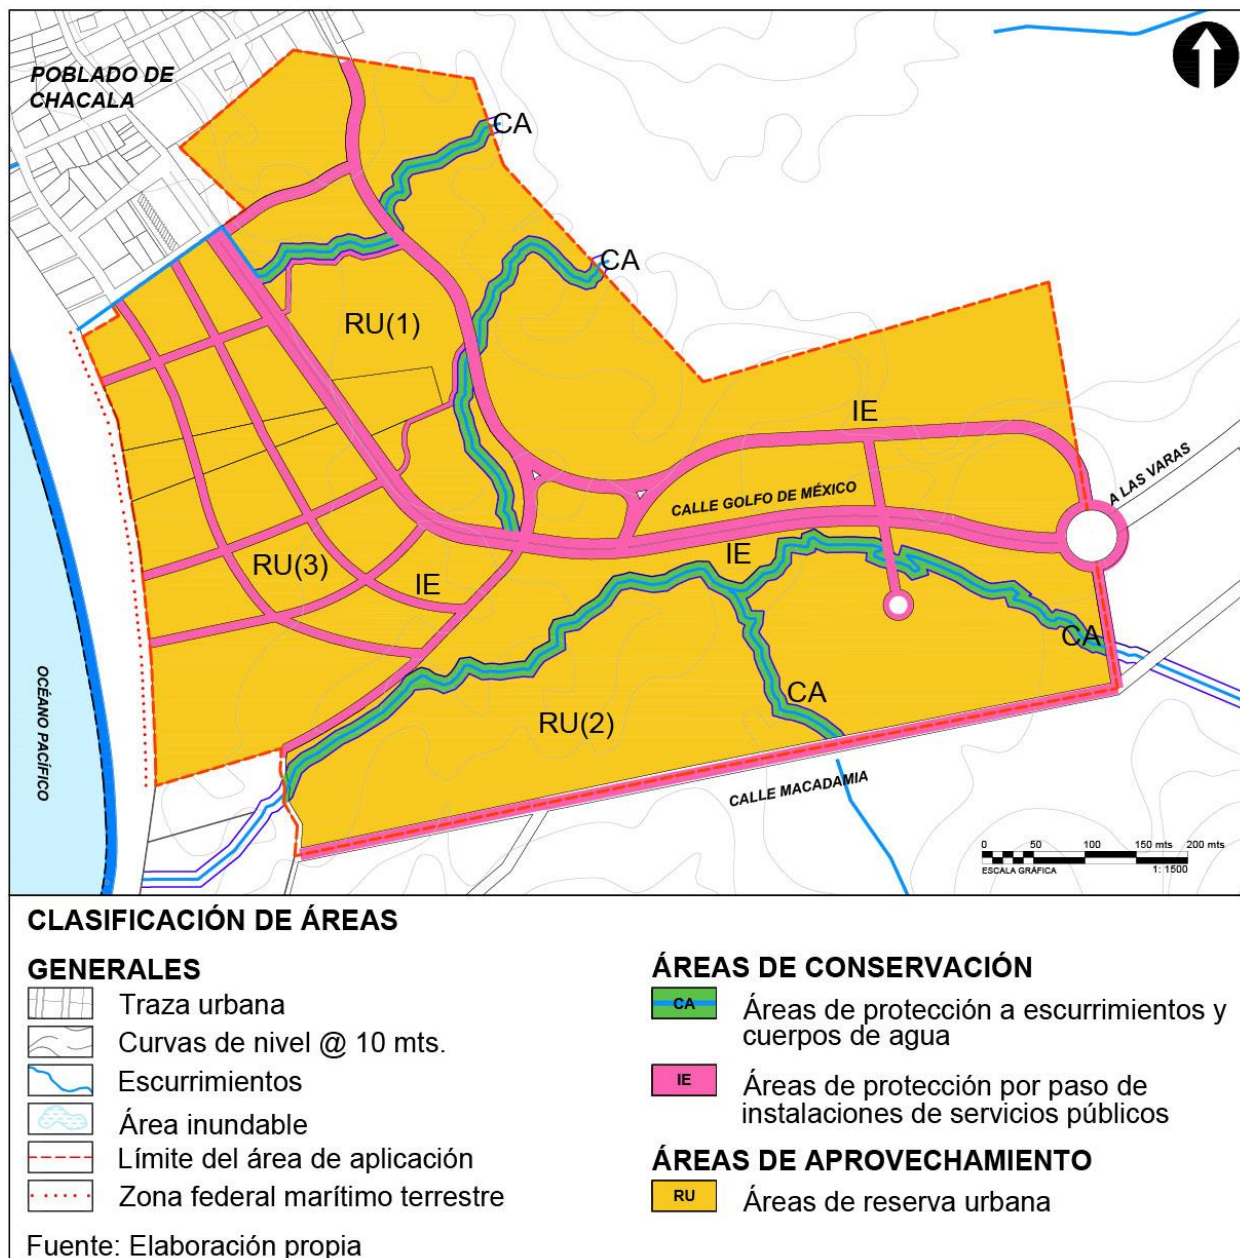 POBLADO DE
CHACALA
CA
CA
RU(1)
IE
A LAS VARAS
CALLE GOLFO DE MÉXICO
IE
RU(3)
IE
CA
CA
RU(2)
OCÉANO PACÍFICO
CALLE MACADAMIA
0 50 100 150 mts 200 mts
ESCALA GRÁFICA 1: 1500
CLASIFICACIÓN DE ÁREAS
GENERALES
Traza urbana
Curvas de nivel @ 10 mts.
Escurrimientos
Área inundable
Límite del área de aplicación
Zona federal marítimo terrestre
Fuente: Elaboración propia
ÁREAS DE CONSERVACIÓN
CA Áreas de protección a escurrimientos y
cuerpos de agua
IE Áreas de protección por paso de
instalaciones de servicios públicos
ÁREAS DE APROVECHAMIENTO
RU Áreas de reserva urbana